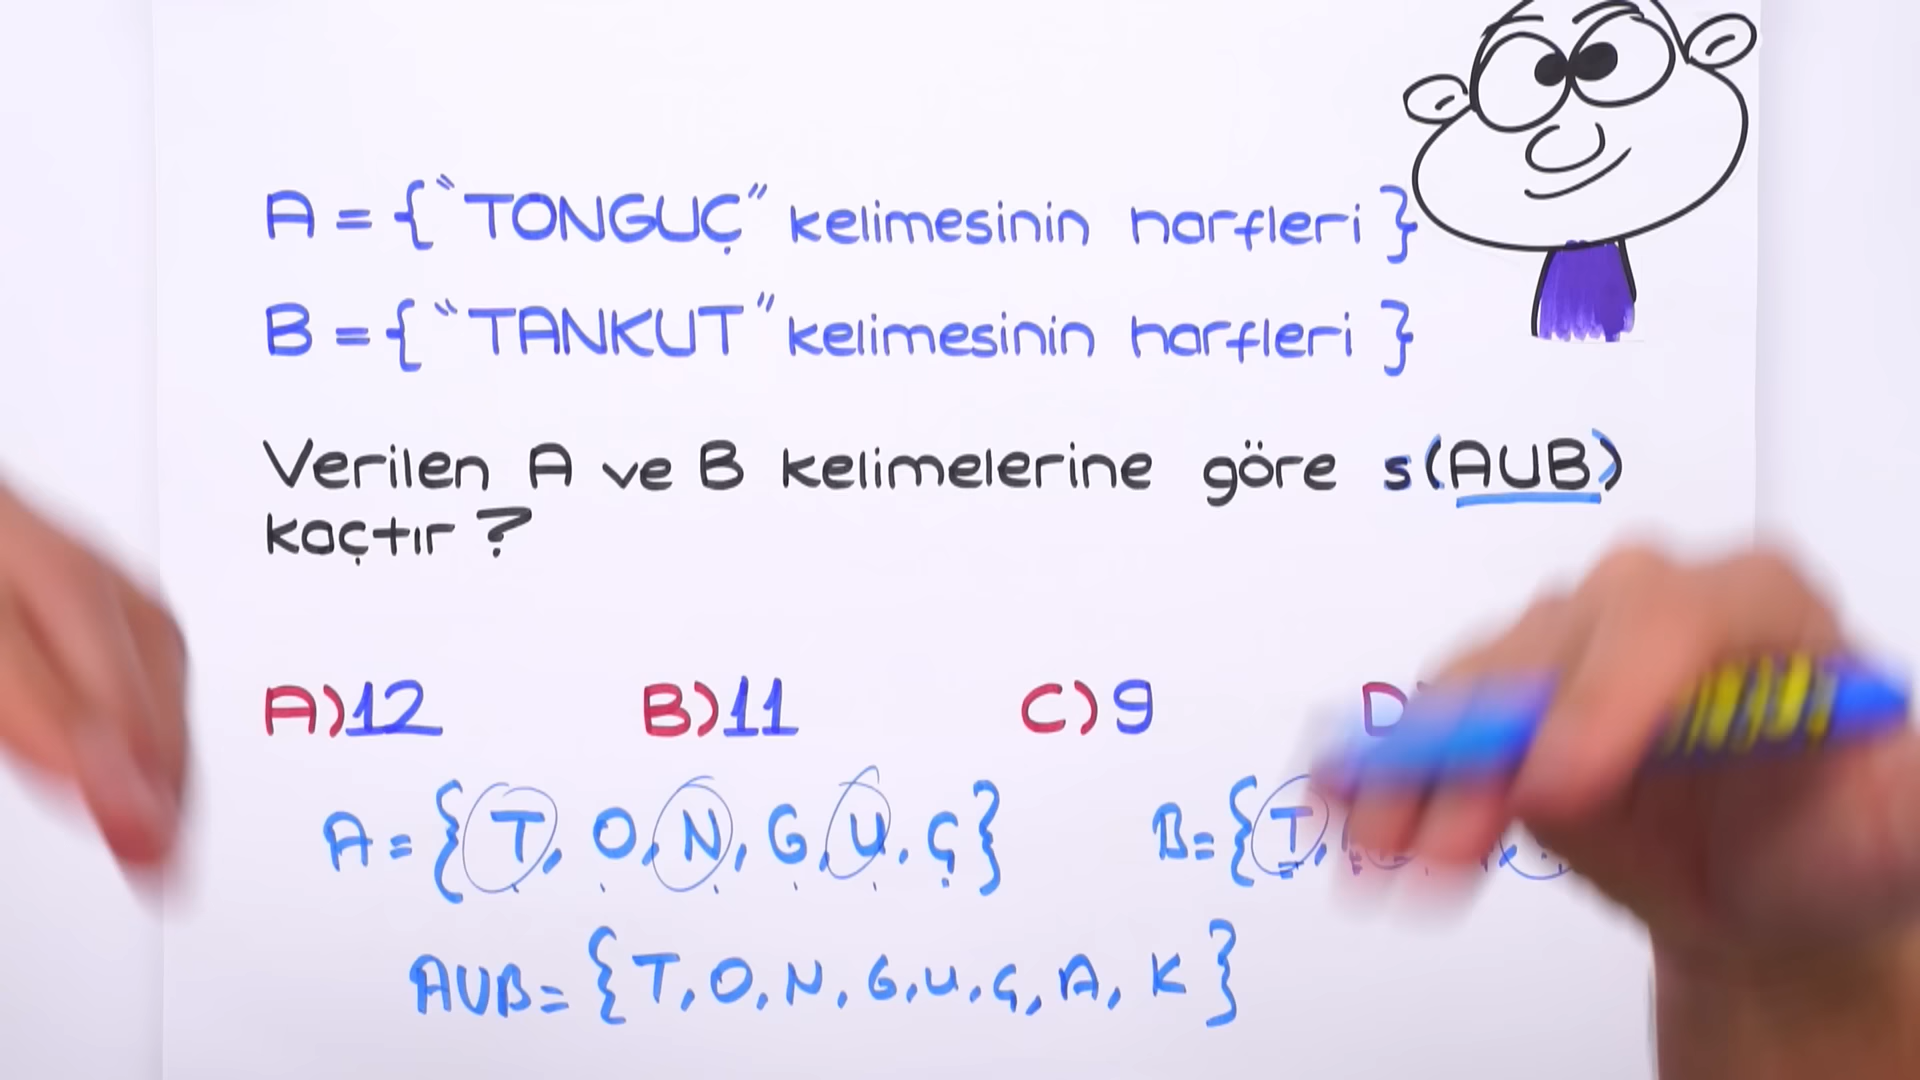 A = {“TONGUÇ” kelimesinin harfleri}
B = {“TANKUT” kelimesinin harfleri}
Verilen A ve B kelimelerine göre s(AUB)
kaçtır ?
A)12 B)11 C)9 D)
A = {T, O, N, G, U, Ç} B = {T,
AUB = {T, O, N, G, U, Ç, A, K}